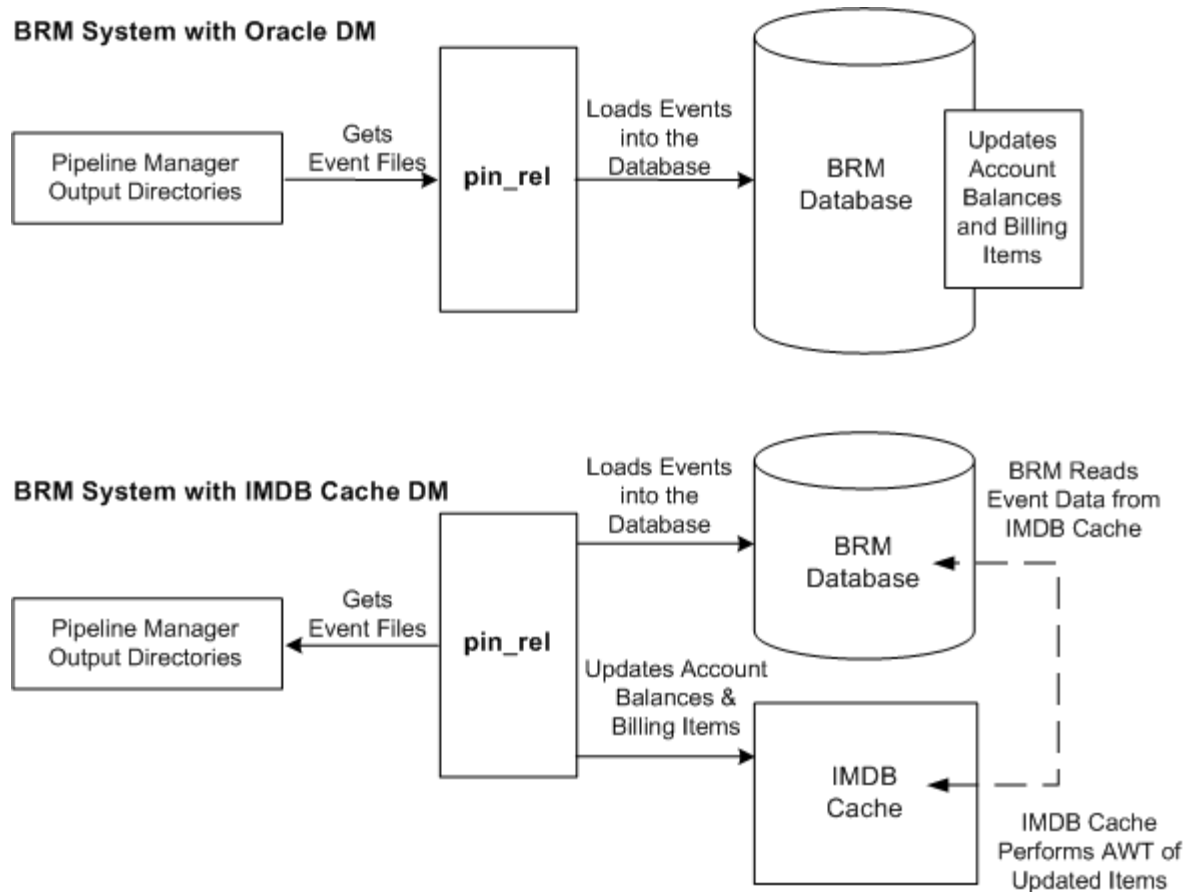 BRM System with Oracle DM
Pipeline Manager
Output Directories
Gets
Event Files
pin_rel
Loads Events
into the
Database
BRM
Database
Updates
Account
Balances
and Billing
Items
BRM System with IMDB Cache DM
Pipeline Manager
Output Directories
Gets
Event Files
pin_rel
Loads Events
into the
Database
BRM
Database
BRM Reads
Event Data from
IMDB Cache
Updates Account
Balances &
Billing Items
IMDB
Cache
IMDB Cache
Performs AWT of
Updated Items